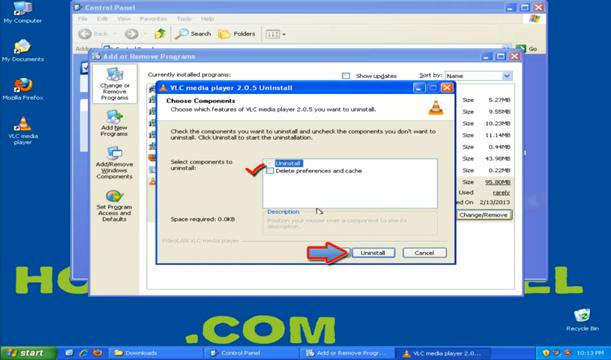 My Computer
My Documents
Mozilla Firefox
VLC media player
Control Panel
File Edit View Favorites Tools Help
Back Search Folders
Address Go
Add or Remove Programs
Change or Remove Programs
Add New Programs
Add/Remove Windows Components
Set Program Access and Defaults
Currently installed programs: Show updates Sort by: Name
Size 5.27MB
Size 9.55MB
Size 10.23MB
Size 11.14MB
Size 0.44MB
Size 43.98MB
Size 0.22MB
Size 95.80MB
Used rarely
2/13/2013
Change/Remove
VLC media player 2.0.5 Uninstall
Choose Components
Choose which features of VLC media player 2.0.5 you want to uninstall.
Check the components you want to uninstall and uncheck the components you don't want to
uninstall. Click Uninstall to start the uninstallation.
Select components to
uninstall:
Uninstall
Delete preferences and cache
Space required: 0.0KB
Description
Position your mouse over a component to see its
description.
VideoLAN VLC media player
Uninstall Cancel
.COM
Recycle Bin
start Downloads Control Panel Add or Remove Progr... VLC media player 2.0.... 10:13 PM